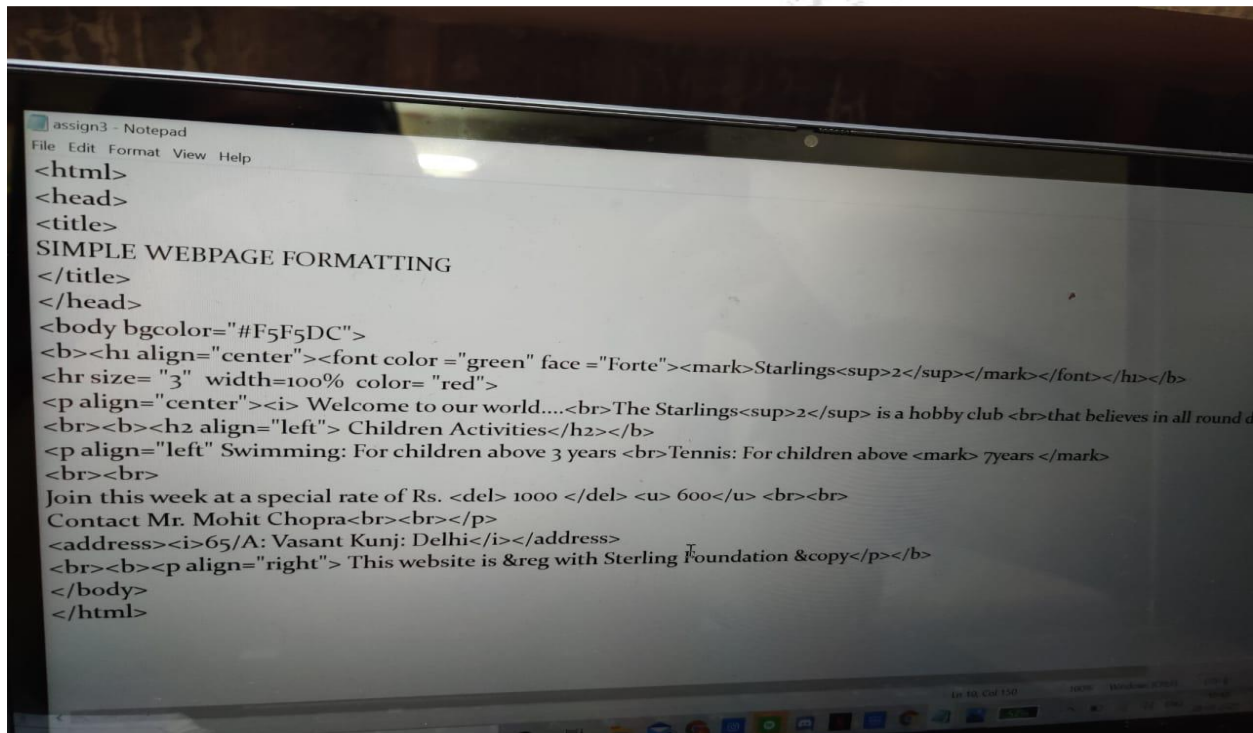 assign3 - Notepad
File Edit Format View Help
<html>
<head>
<title>
SIMPLE WEBPAGE FORMATTING
</title>
</head>
<body bgcolor="#F5F5DC">
<b><h1 align="center"><font color ="green" face ="Forte"><mark>Starlings<sup>2</sup></mark></font></h1></b>
<hr size= "3" width=100% color= "red">
<p align="center"><i> Welcome to our world....<br>The Starlings<sup>2</sup> is a hobby club <br>that believes in all round d
<br><b><h2 align="left"> Children Activities</h2></b>
<p align="left" Swimming: For children above 3 years <br>Tennis: For children above <mark> 7years </mark>
<br><br>
Join this week at a special rate of Rs. <del> 1000 </del> <u> 600</u> <br><br>
Contact Mr. Mohit Chopra<br><br></p>
<address><i>65/A: Vasant Kunj: Delhi</i></address>
<br><b><p align="right"> This website is &reg with Sterling Foundation &copy</p></b>
</body>
</html>
Ln 10, Col 150 100%